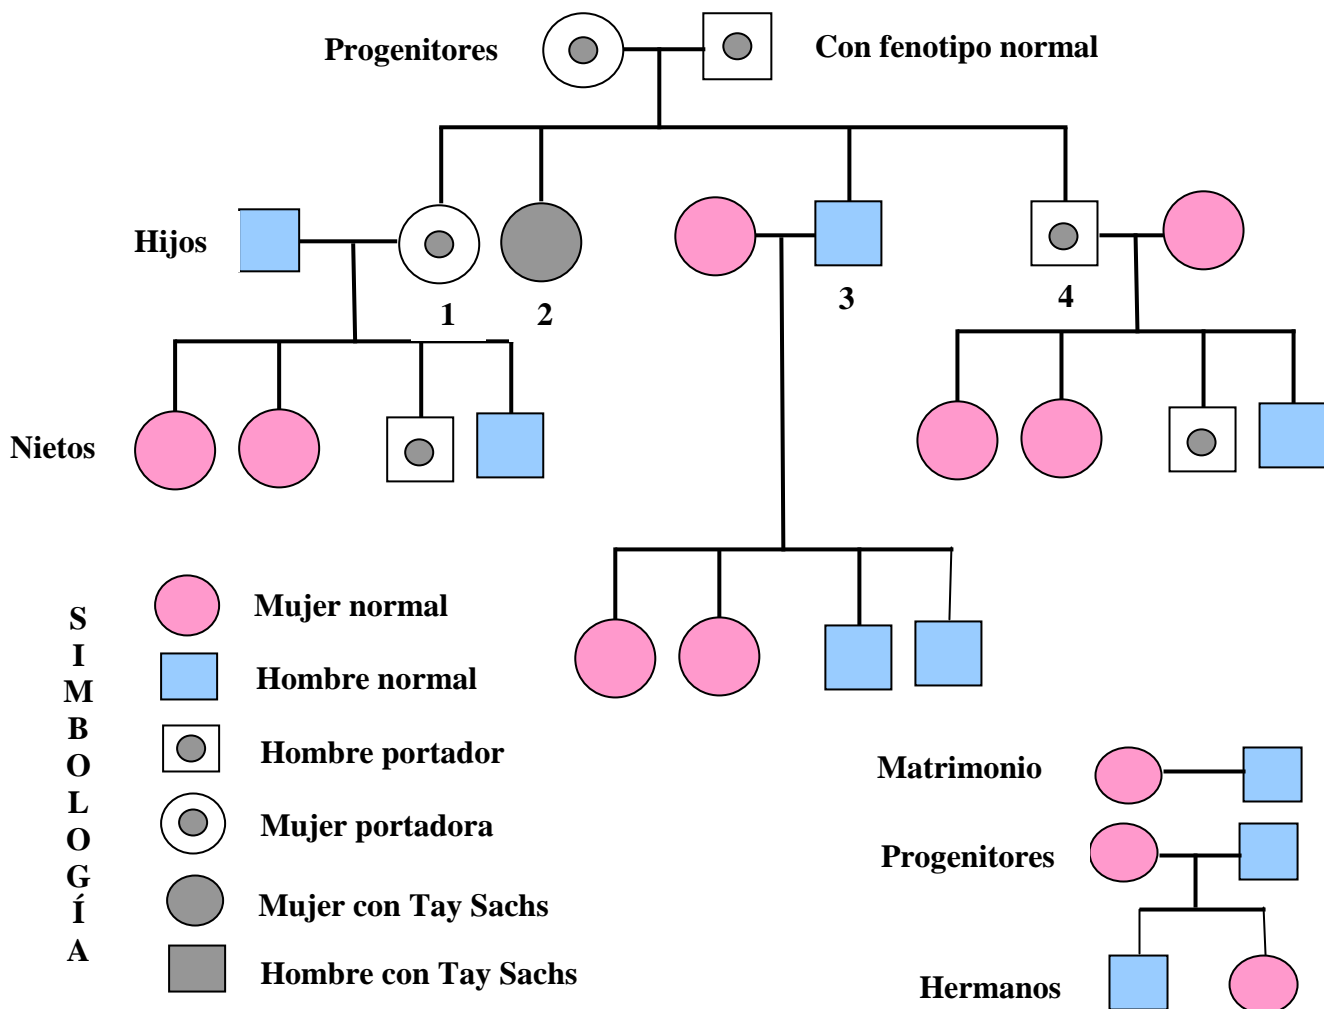 Progenitores
Con fenotipo normal
Hijos
1
2
3
4
Nietos
SIMBOLOGÍA
Mujer normal
Hombre normal
Hombre portador
Mujer portadora
Mujer con Tay Sachs
Hombre con Tay Sachs
Matrimonio
Progenitores
Hermanos